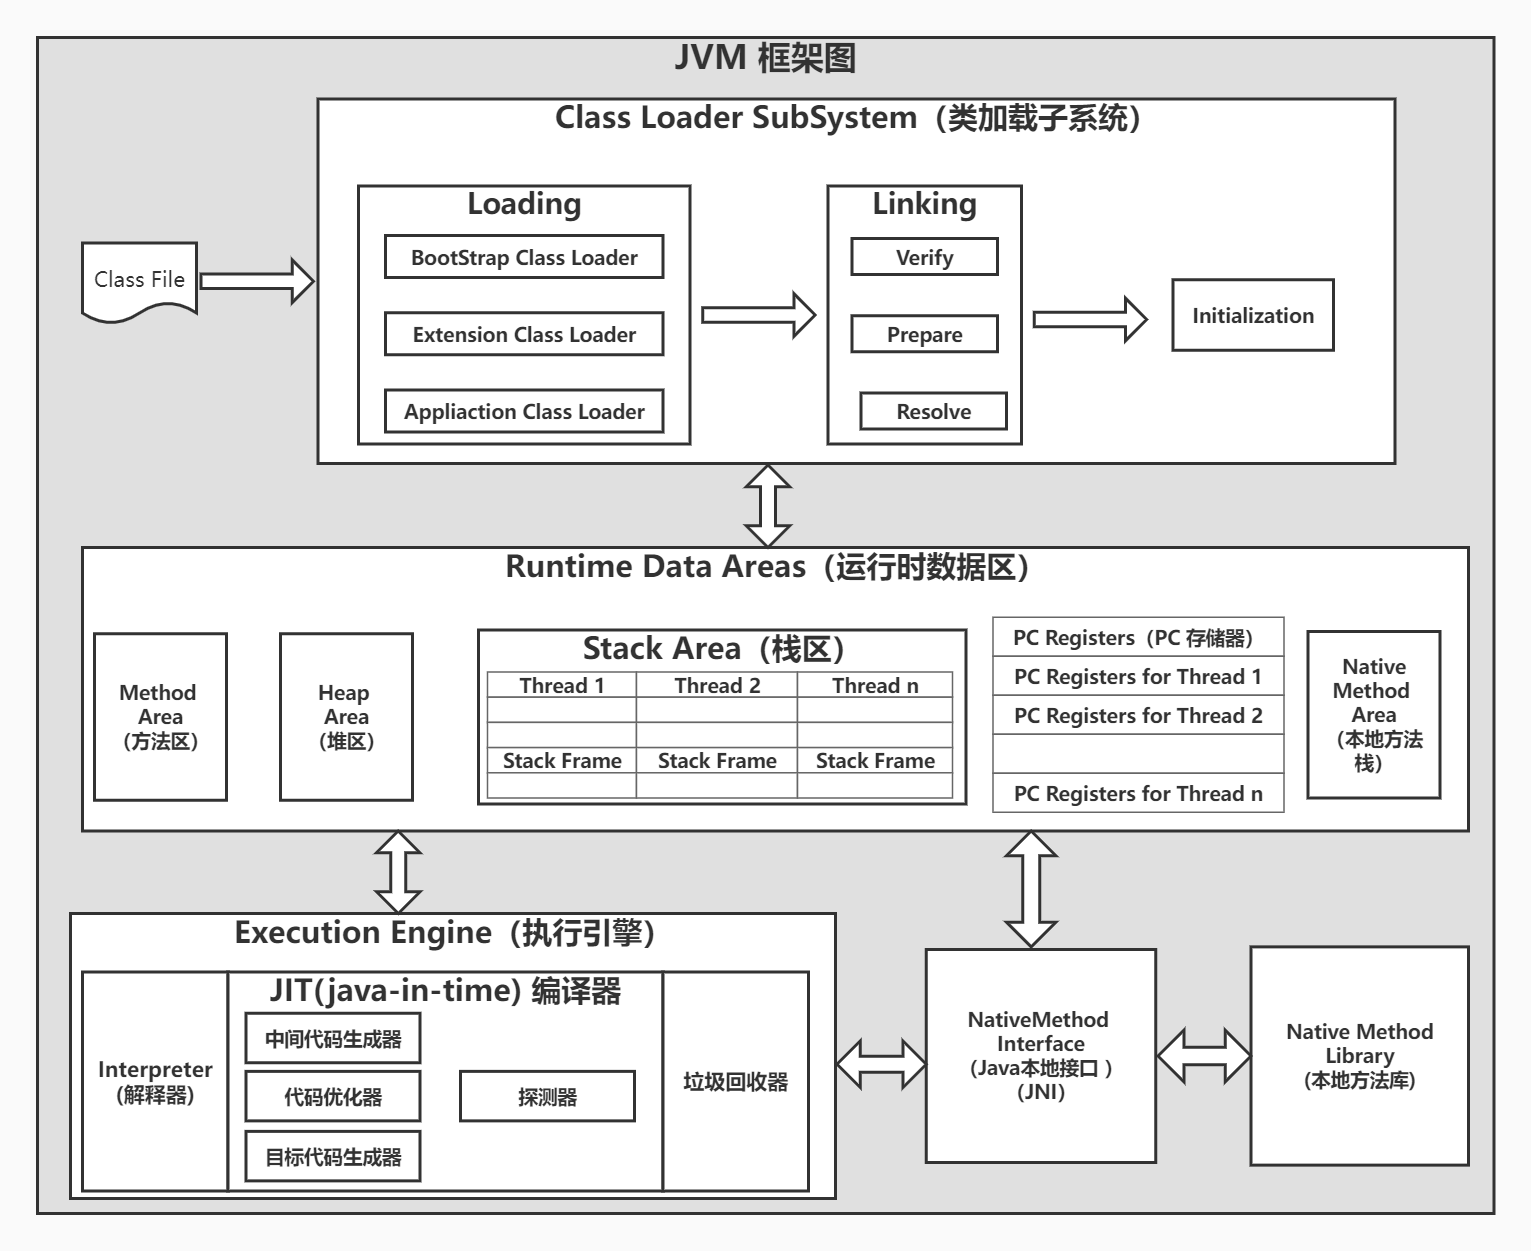 JVM 框架图
Class Loader SubSystem（类加载子系统）
Class File
Loading
BootStrap Class Loader
Extension Class Loader
Appliaction Class Loader
Linking
Verify
Prepare
Resolve
Initialization
Runtime Data Areas（运行时数据区）
Method
Area
（方法区）
Heap
Area
（堆区）
Stack Area（栈区）
Thread 1 Thread 2 Thread n
Stack Frame Stack Frame Stack Frame
PC Registers（PC 存储器）
PC Registers for Thread 1
PC Registers for Thread 2
PC Registers for Thread n
Native
Method
Area
（本地方法
栈）
Execution Engine（执行引擎）
Interpreter
(解释器)
JIT(java-in-time) 编译器
中间代码生成器
代码优化器
目标代码生成器
探测器
垃圾回收器
NativeMethod
Interface
（Java本地接口 ）
（JNI）
Native Method
Library
(本地方法库)